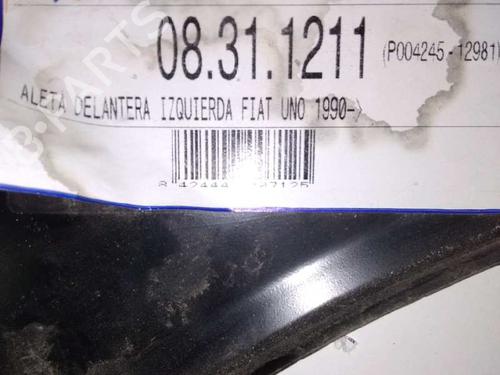 08.31.1211 (P004245-12981)
ALETA DELANTERA IZQUIERDA FIAT UNO 1990->
B-PARTS